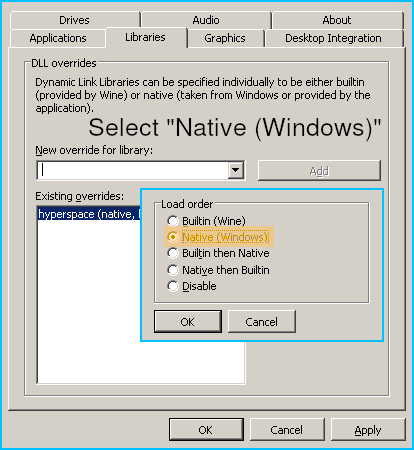 Drives Audio About
Applications Libraries Graphics Desktop Integration
DLL overrides
Dynamic Link Libraries can be specified individually to be either builtin
(provided by Wine) or native (taken from Windows or provided by the
application).
Select "Native (Windows)"
New override for library:
Add
Existing overrides:
hyperspace (native,
Load order
Builtin (Wine)
Native (Windows)
Builtin then Native
Native then Builtin
Disable
OK Cancel
OK Cancel Apply